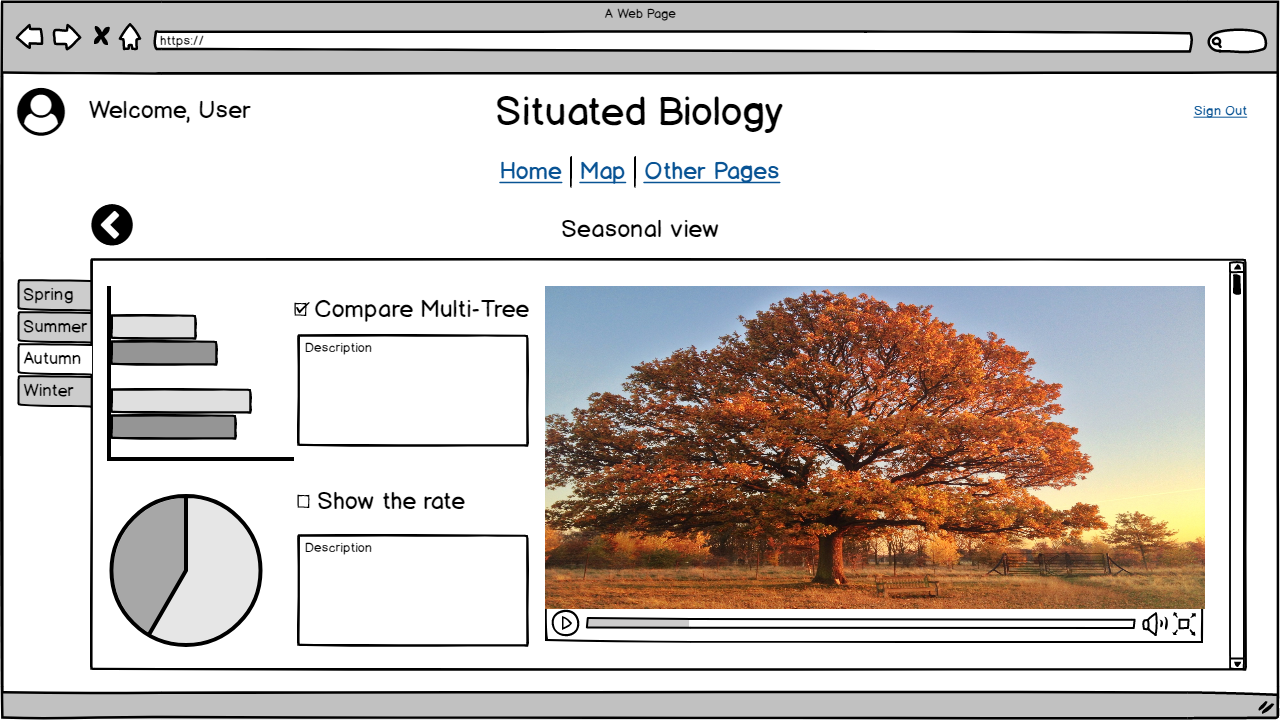 A Web Page
https://
Welcome, User
Situated Biology
Sign Out
Home
Map
Other Pages
Seasonal view
Spring
Summer
Autumn
Winter
Compare Multi-Tree
Description
Show the rate
Description